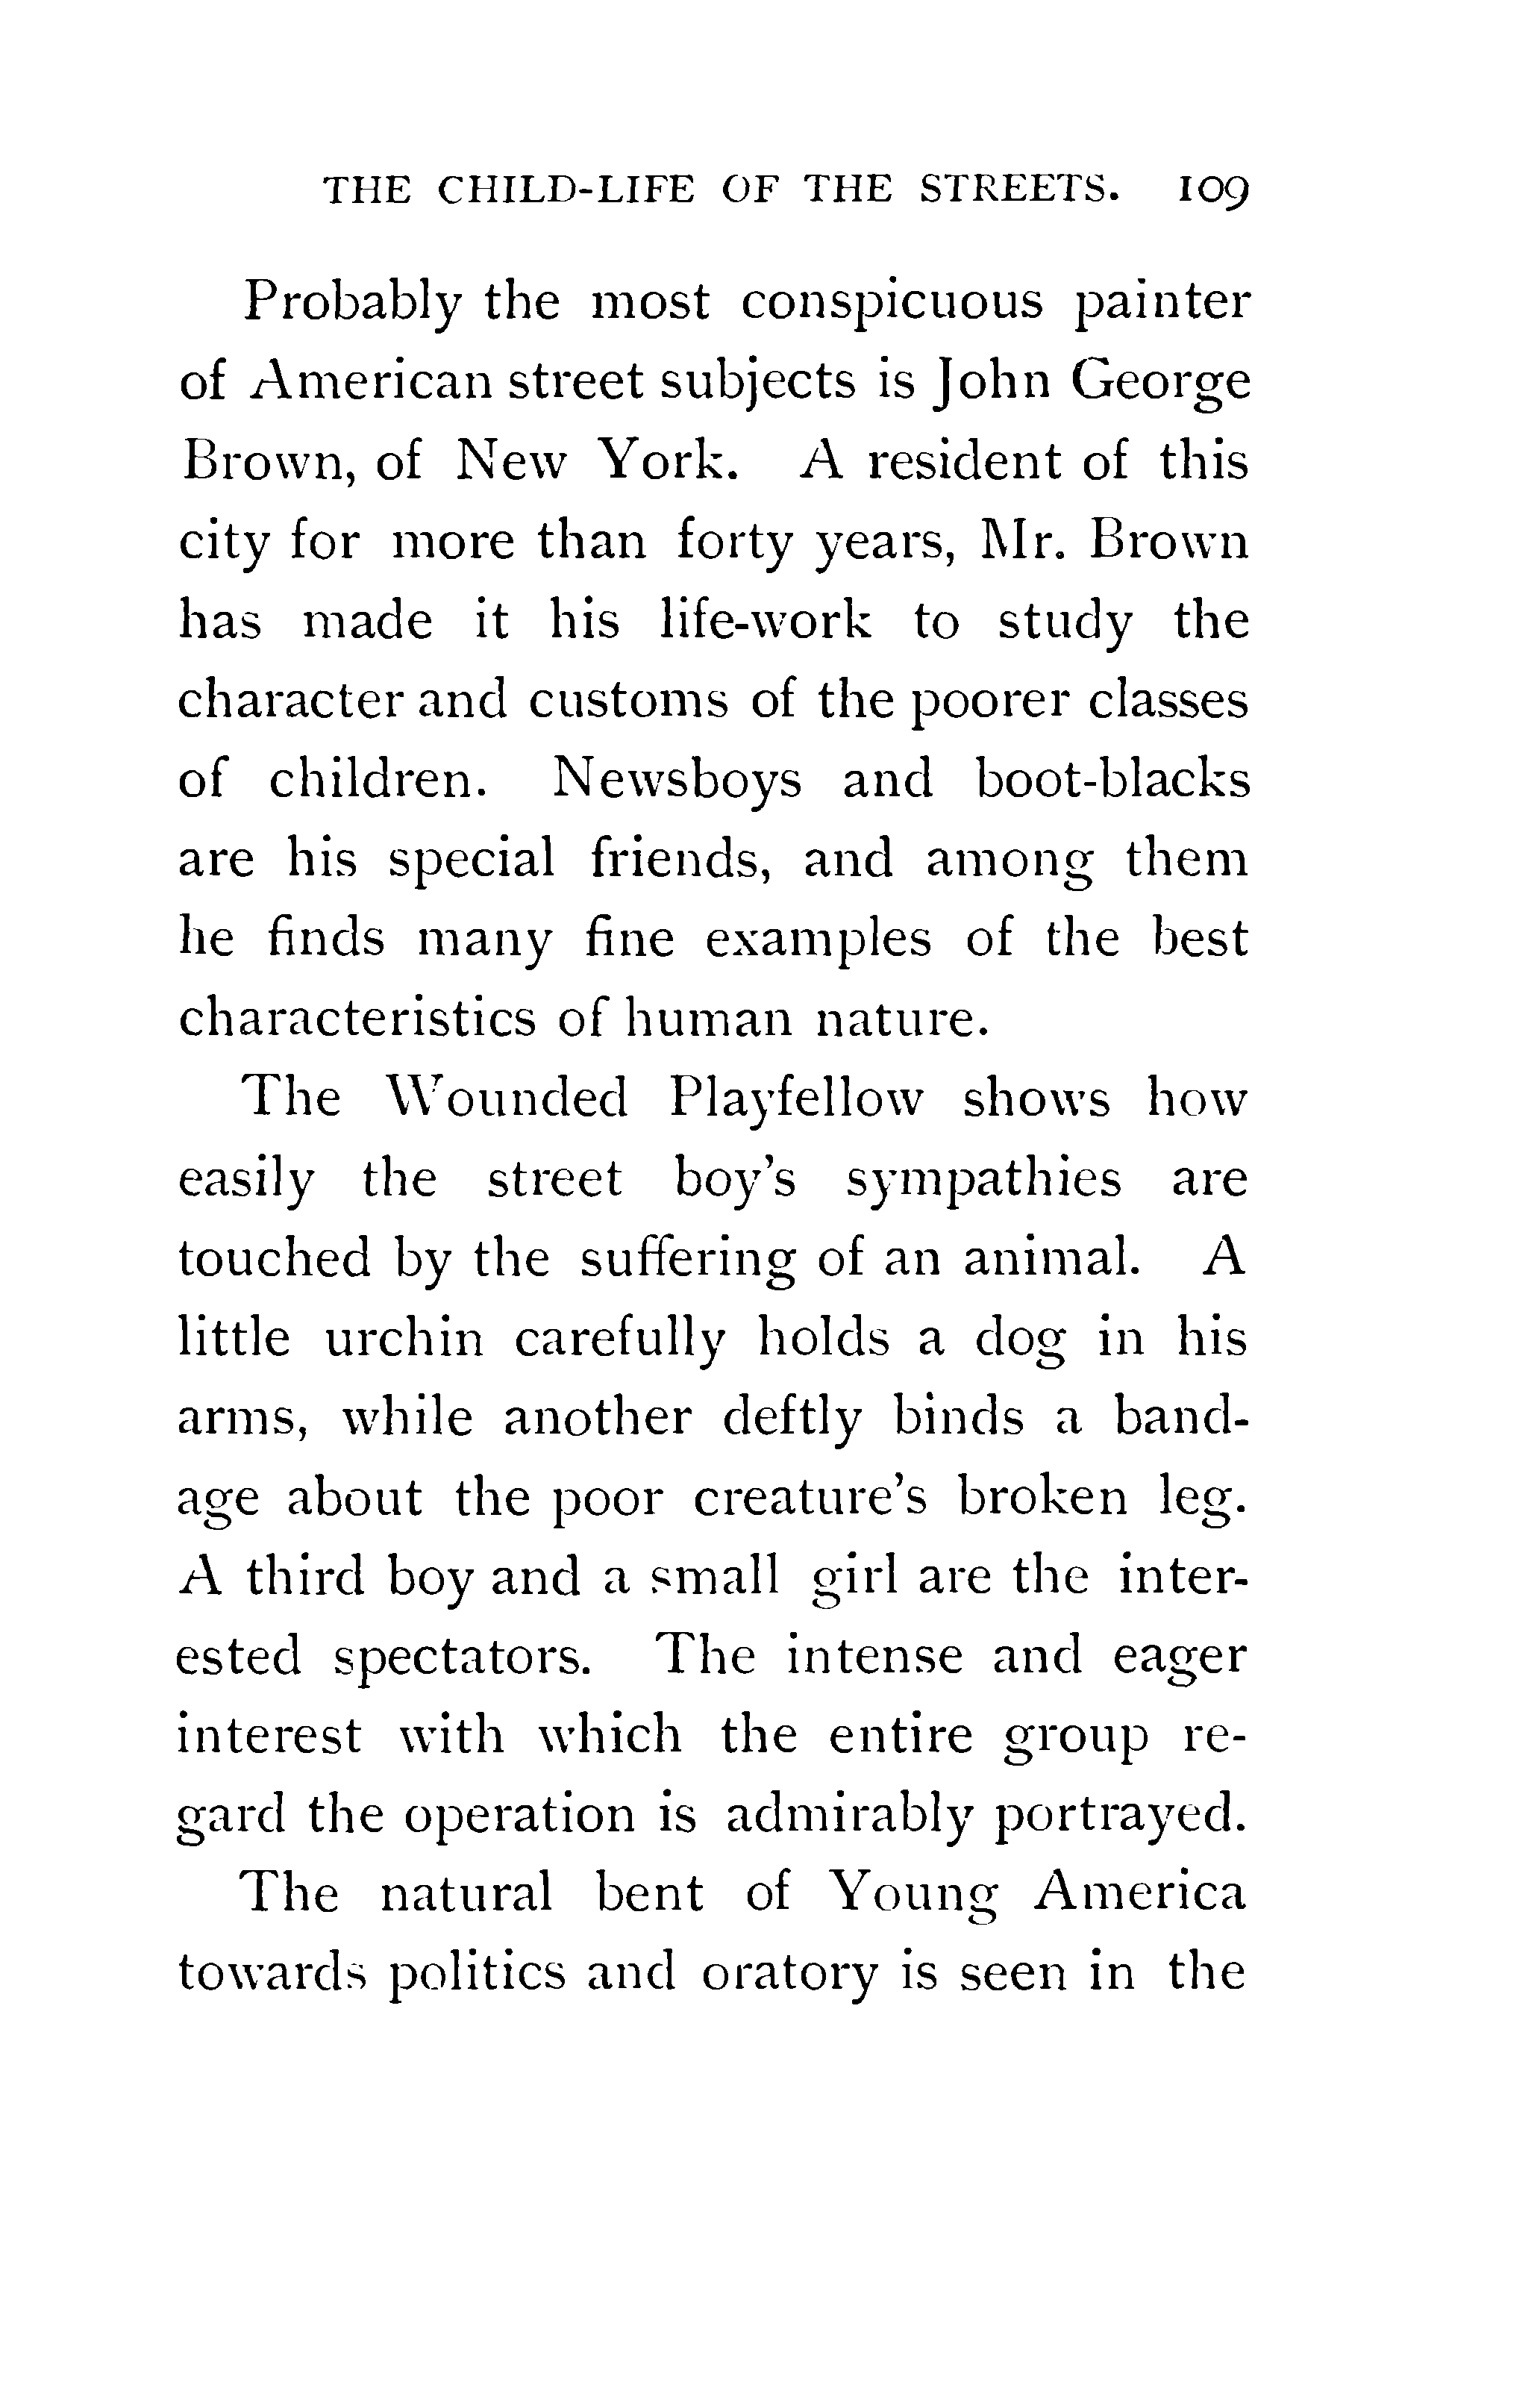 THE CHILD-LIFE OF THE STREETS. 109
Probably the most conspicuous painter
of American street subjects is John George
Brown, of New York. A resident of this
city for more than forty years, Mr. Brown
has made it his life-work to study the
character and customs of the poorer classes
of children. Newsboys and boot-blacks
are his special friends, and among them
he finds many fine examples of the best
characteristics of human nature.
The Wounded Playfellow shows how
easily the street boy's sympathies are
touched by the suffering of an animal. A
little urchin carefully holds a dog in his
arms, while another deftly binds a band-
age about the poor creature's broken leg.
A third boy and a small girl are the inter-
ested spectators. The intense and eager
interest with which the entire group re-
gard the operation is admirably portrayed.
The natural bent of Young America
towards politics and oratory is seen in the